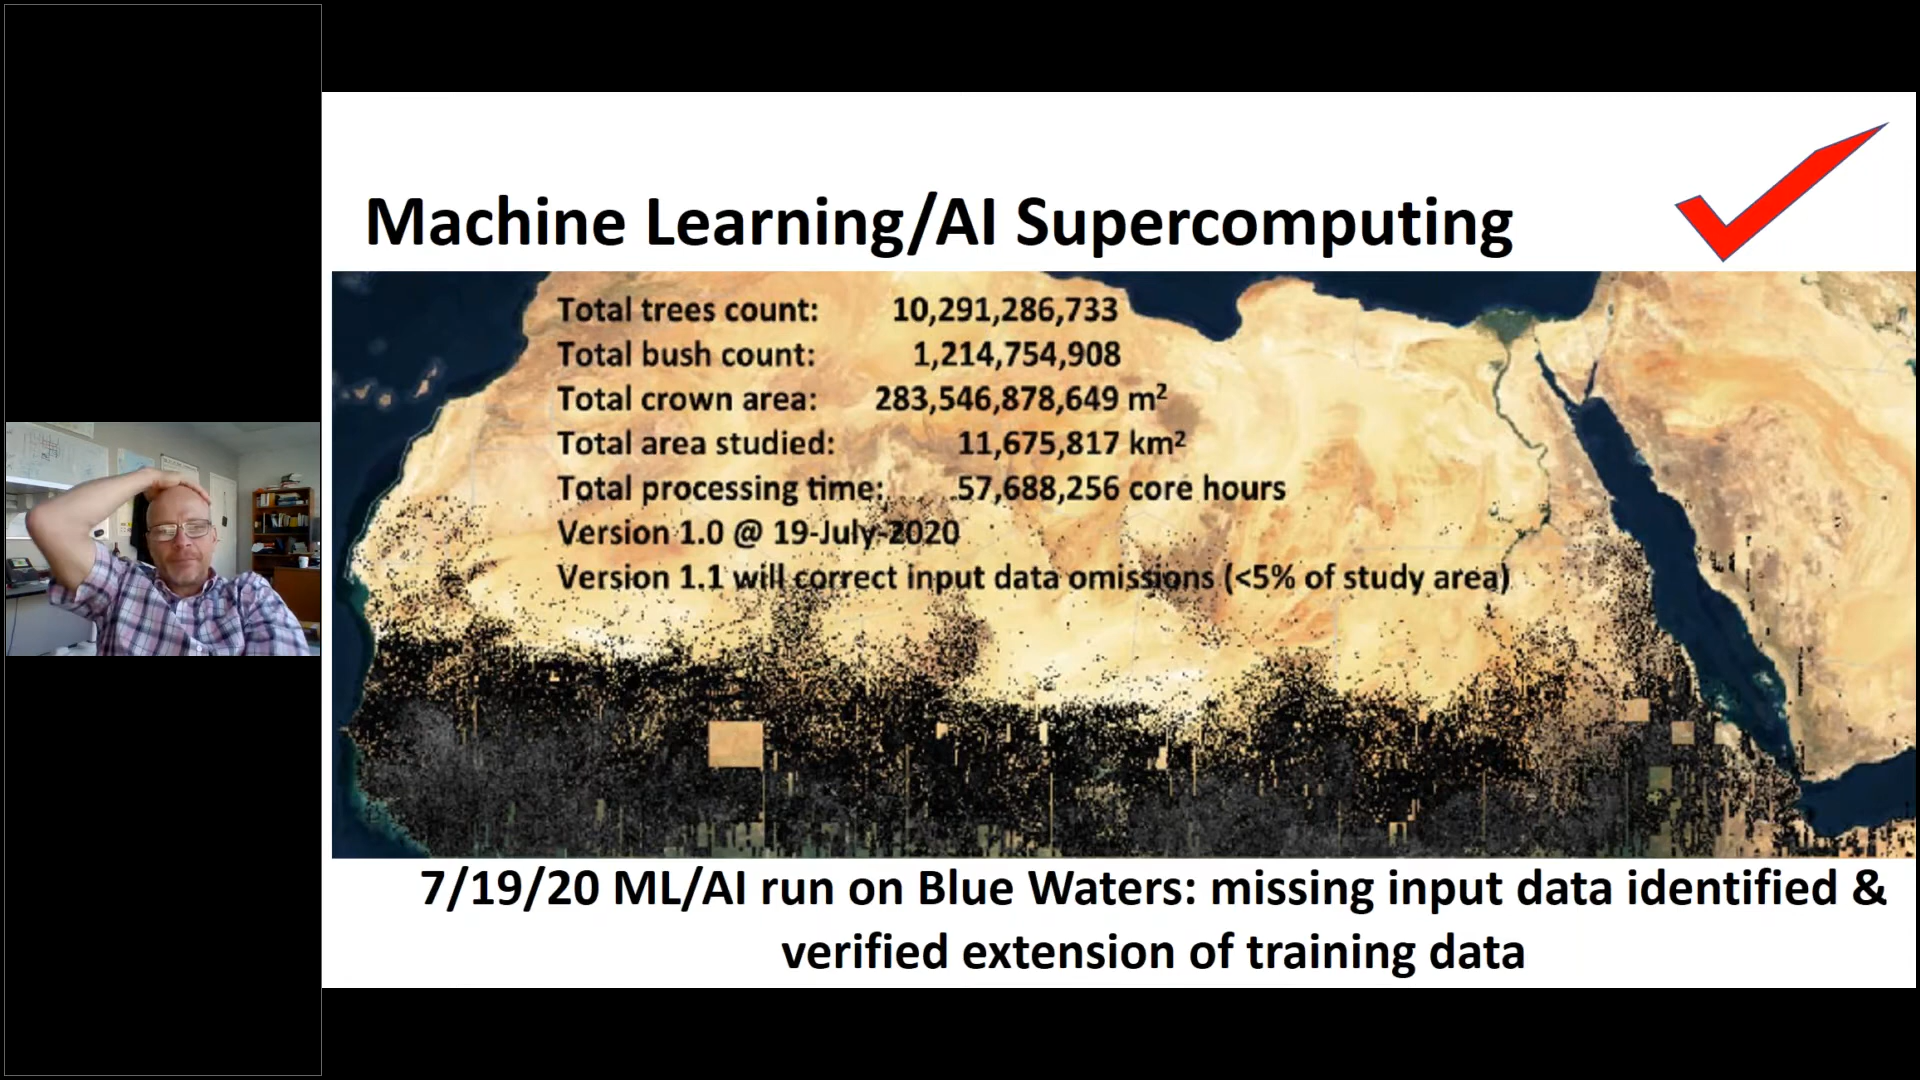 Machine Learning/AI Supercomputing
Total trees count: 10,291,286,733
Total bush count: 1,214,754,908
Total crown area: 283,546,878,649 m²
Total area studied: 11,675,817 km²
Total processing time: 57,688,256 core hours
Version 1.0 @ 19-July-2020
Version 1.1 will correct input data omissions (<5% of study area)
7/19/20 ML/AI run on Blue Waters: missing input data identified &
verified extension of training data